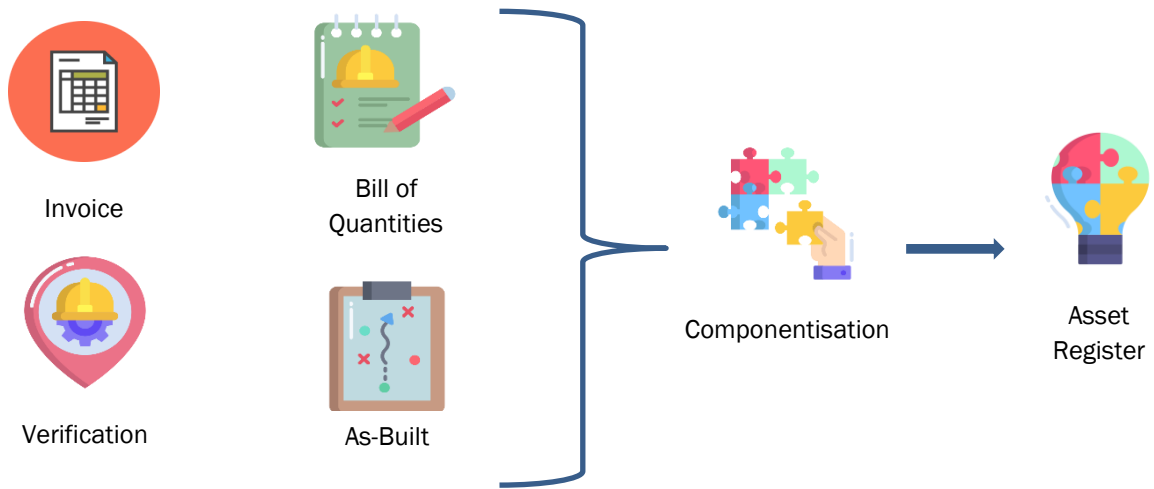 Invoice
Bill of
Quantities
Verification
As-Built
Componentisation
Asset
Register